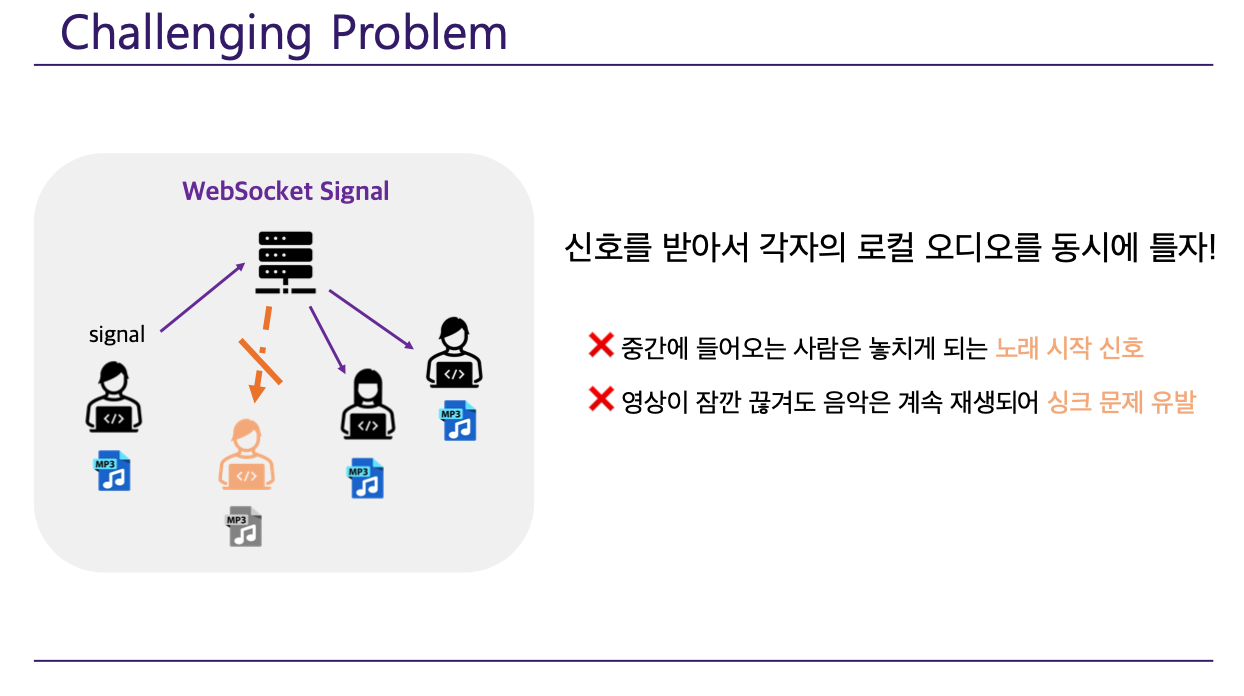 Challenging Problem
WebSocket Signal
signal
</>
</>
</>
</>
MP3
MP3
MP3
MP3
신호를 받아서 각자의 로컬 오디오를 동시에 틀자!
중간에 들어오는 사람은 놓치게 되는 노래 시작 신호
영상이 잠깐 끊겨도 음악은 계속 재생되어 싱크 문제 유발